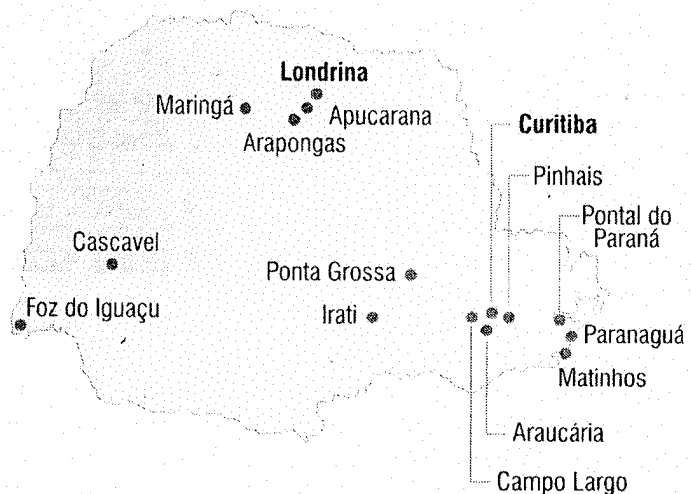 Londrina
Maringá
Apucarana
Arapongas
Curitiba
Pinhais
Pontal do
Paraná
Cascavel
Ponta Grossa
Foz do Iguaçu
Irati
Paranaguá
Matinhos
Araucária
Campo Largo